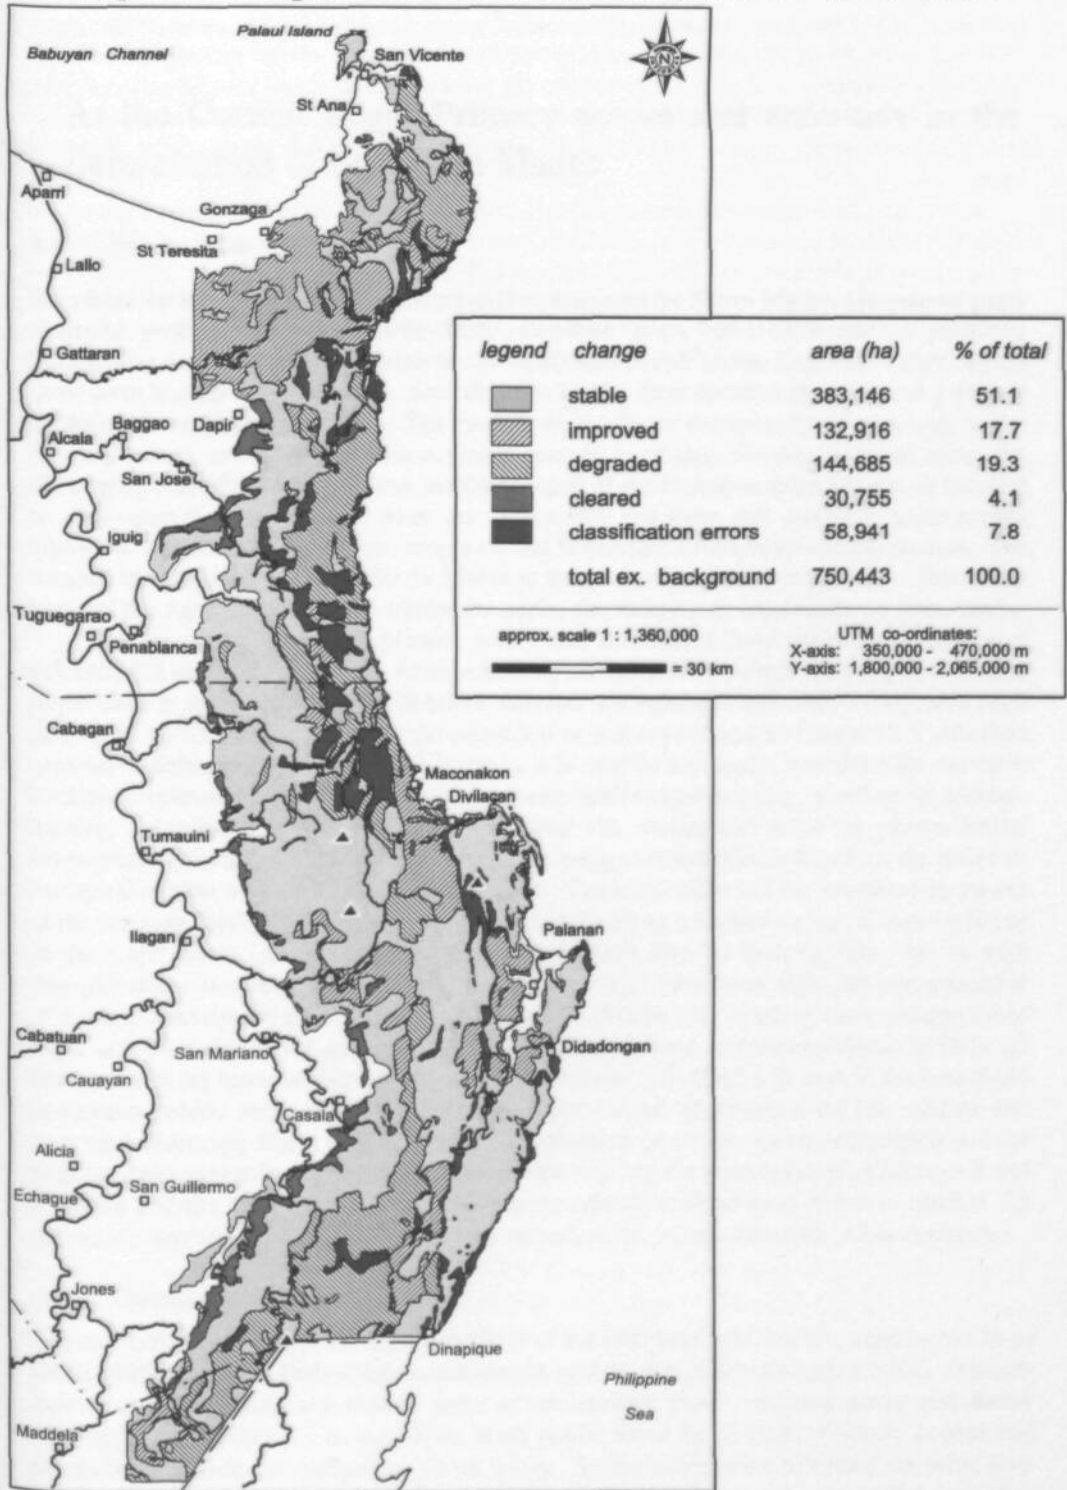 Palaui Island
San Vicente
Babuyan Channel
N
St Ana
Aparri
Gonzaga
St Teresita
Lallo
legend change area (ha) % of total
Gattaran
stable 383,146 51.1
improved 132,916 17.7
Dapir
Baggao
Alcala
degraded 144,685 19.3
San Jose
cleared 30,755 4.1
classification errors 58,941 7.8
Iguig
total ex. background 750,443 100.0
Tuguegarao
Penablanca
approx. scale 1 : 1,360,000
= 30 km
UTM co-ordinates:
X-axis: 350,000 - 470,000 m
Y-axis: 1,800,000 - 2,065,000 m
Cabagan
Maconakon
Divilacan
Tumauini
Ilagan
Palanan
Cabatuan
San Mariano
Didadongan
Cauayan
Casala
Alicia
Echague
San Guillermo
Jones
Dinapique
Philippine
Sea
Maddela